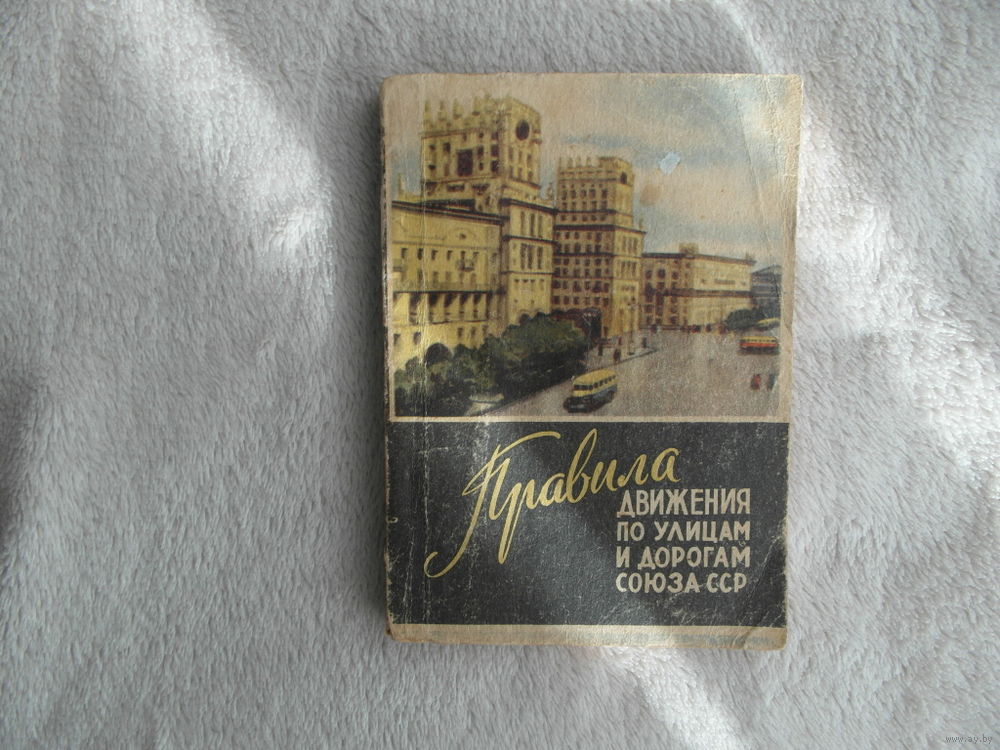 Правила
ДВИЖЕНИЯ
ПО УЛИЦАМ
И ДОРОГАМ
СОЮЗА ССР
www.ay.by